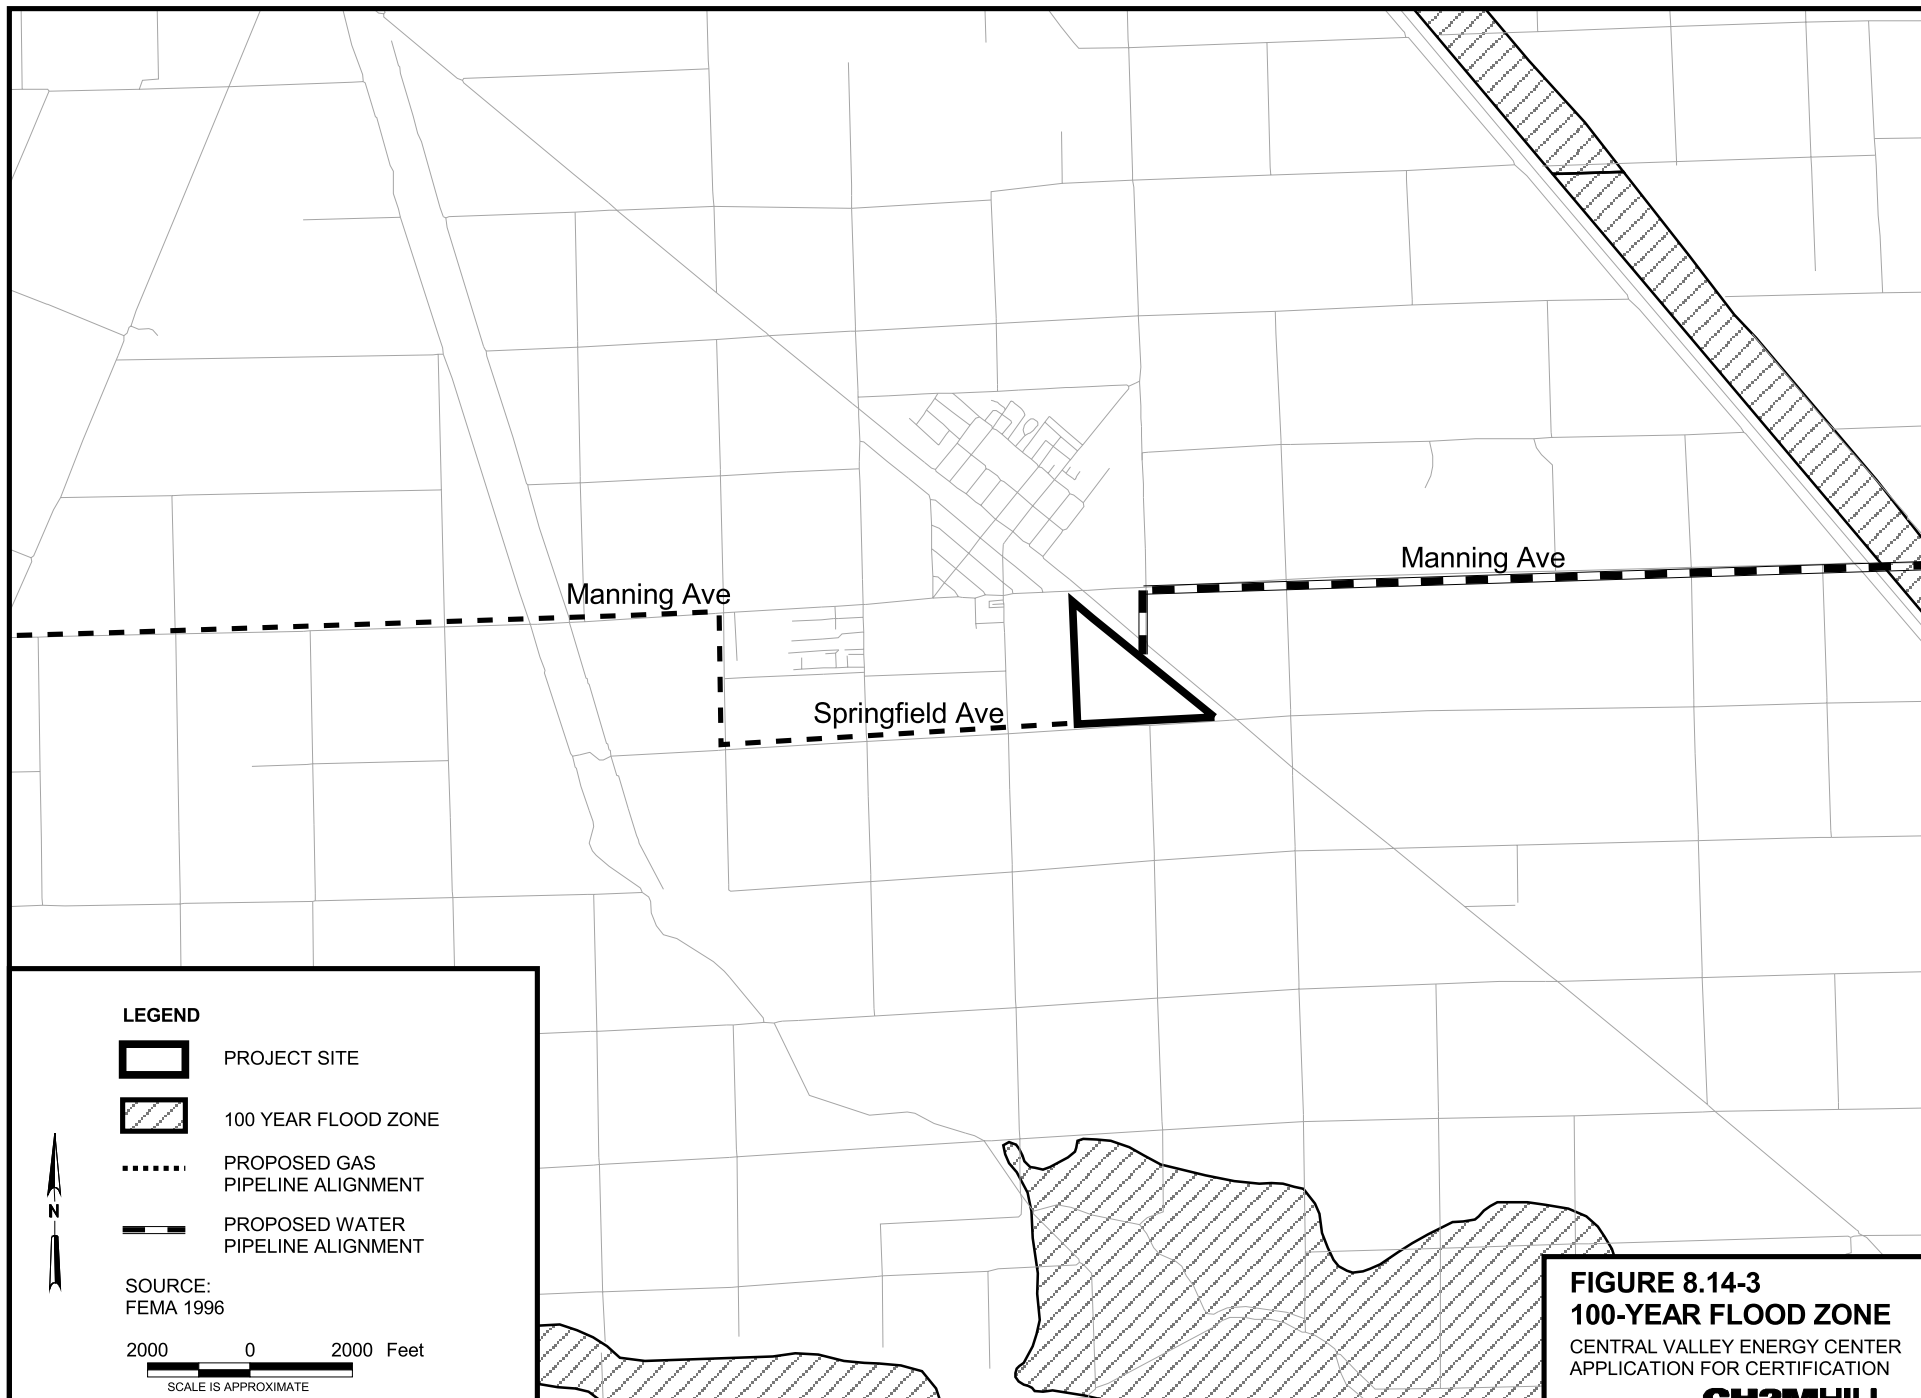 Manning Ave
Manning Ave
Springfield Ave
LEGEND
PROJECT SITE
100 YEAR FLOOD ZONE
PROPOSED GAS
PIPELINE ALIGNMENT
PROPOSED WATER
PIPELINE ALIGNMENT
N
SOURCE:
FEMA 1996
2000 0 2000 Feet
SCALE IS APPROXIMATE
FIGURE 8.14-3
100-YEAR FLOOD ZONE
CENTRAL VALLEY ENERGY CENTER
APPLICATION FOR CERTIFICATION
CH2MHILL